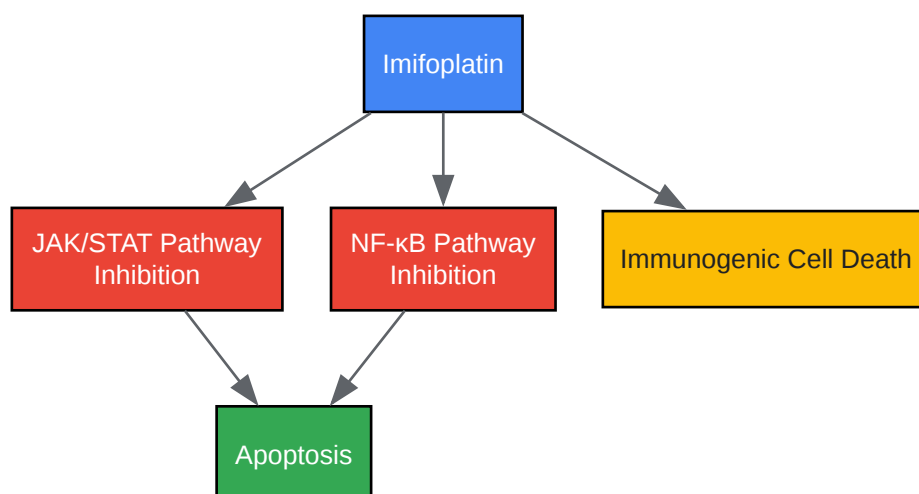 Imifoplatin
JAK/STAT Pathway
Inhibition
NF-κB Pathway
Inhibition
Immunogenic Cell Death
Apoptosis